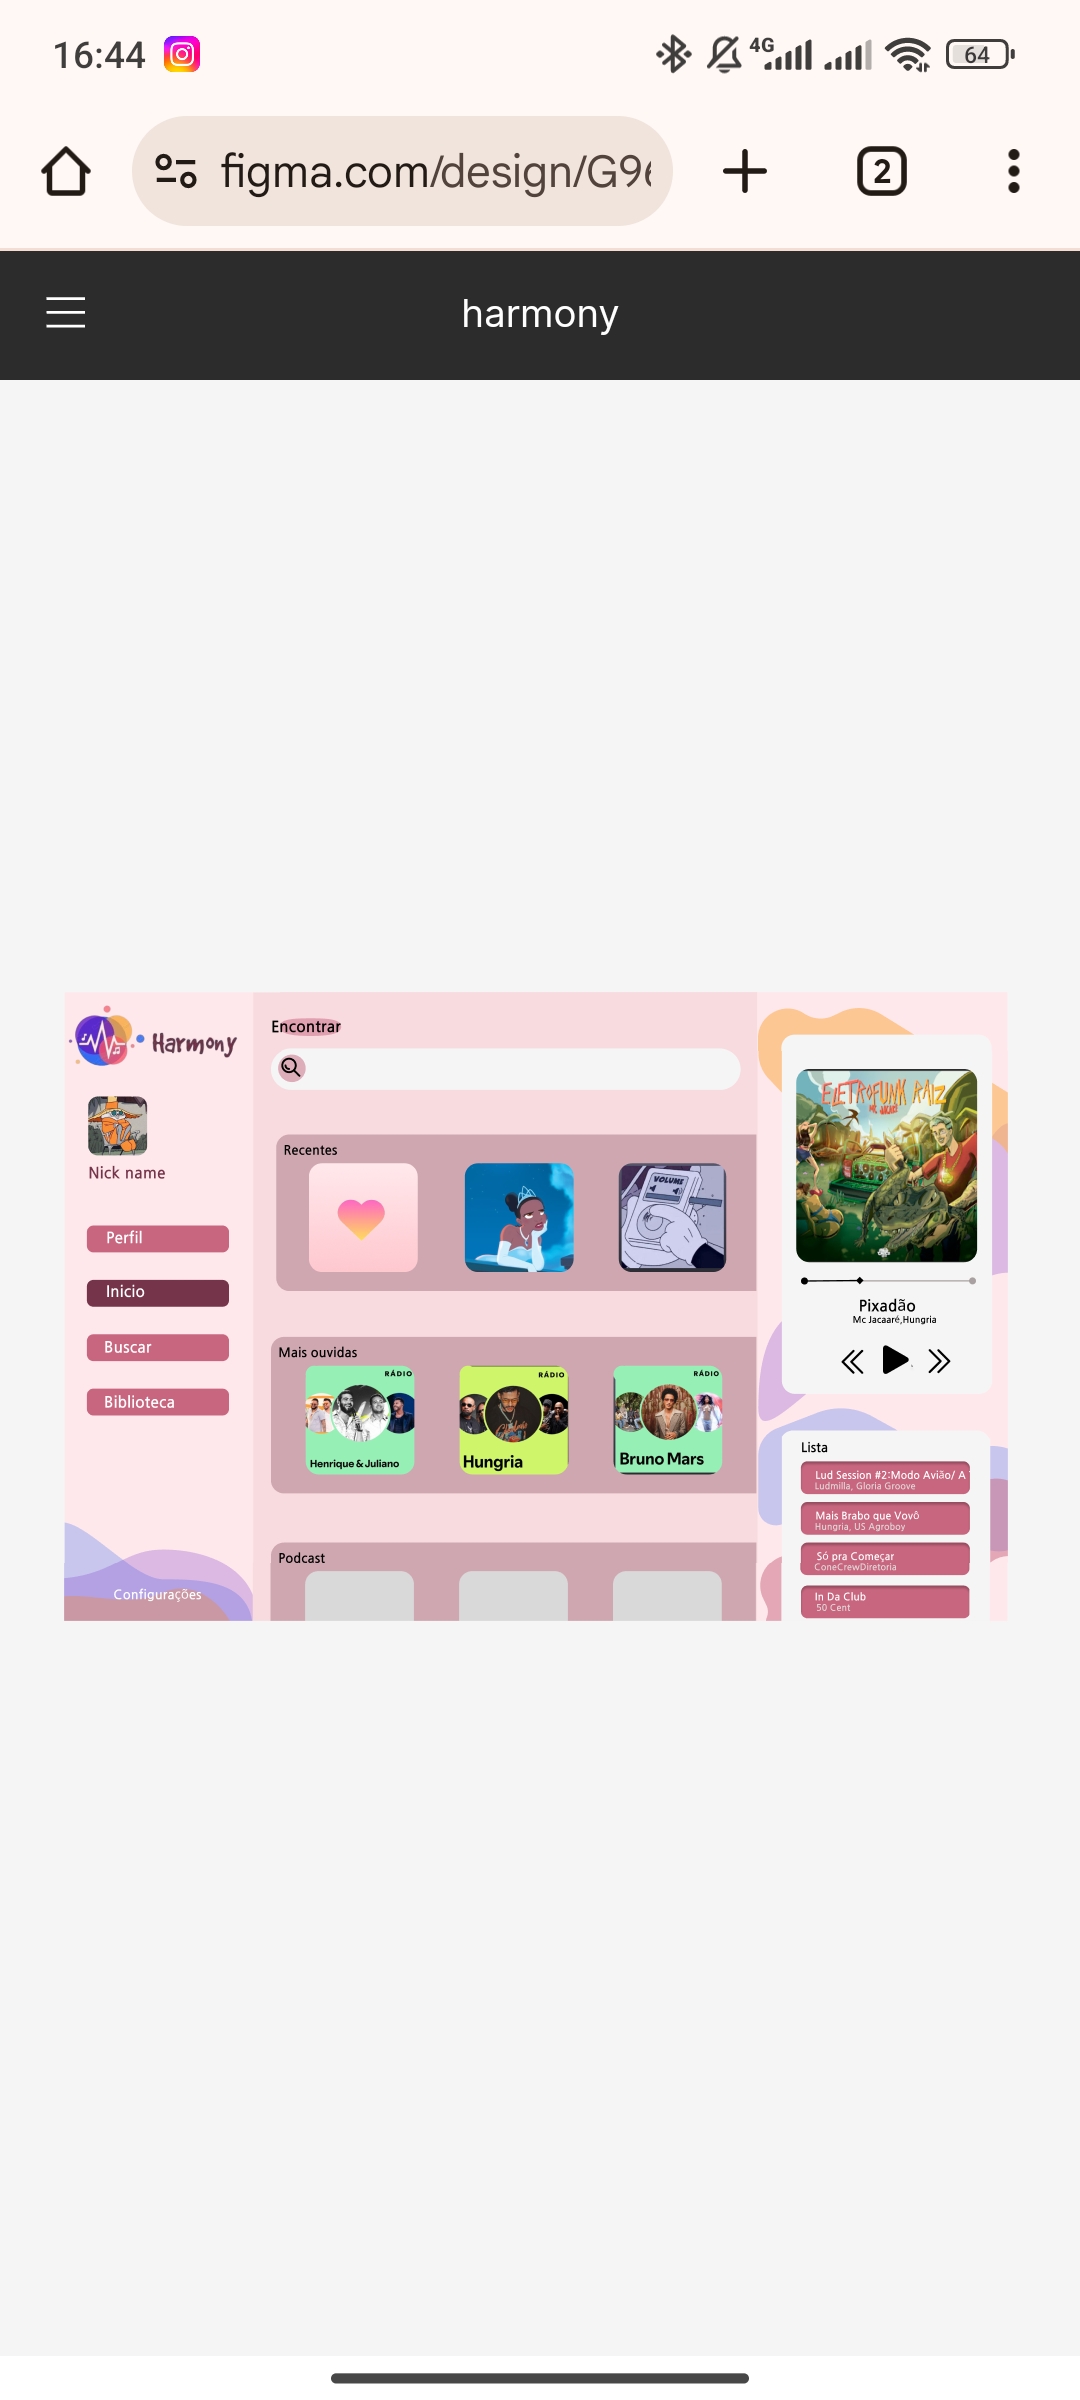 16:44
4G
64
figma.com/design/G96
2
harmony
Harmony
Nick name
Perfil
Inicio
Buscar
Biblioteca
Configurações
Encontrar
Recentes
VOLUME
Mais ouvidas
RÁDIO
Henrique & Juliano
RÁDIO
Hungria
RÁDIO
Bruno Mars
Podcast
ELETROFUNK RAIZ
MC JACARÉ
Pixadão
Mc Jacaaré,Hungria
Lista
Lud Session #2:Modo Avião/ A
Ludmilla, Gloria Groove
Mais Brabo que Vovô
Hungria, US Agroboy
Só pra Começar
ConeCrewDiretoria
In Da Club
50 Cent